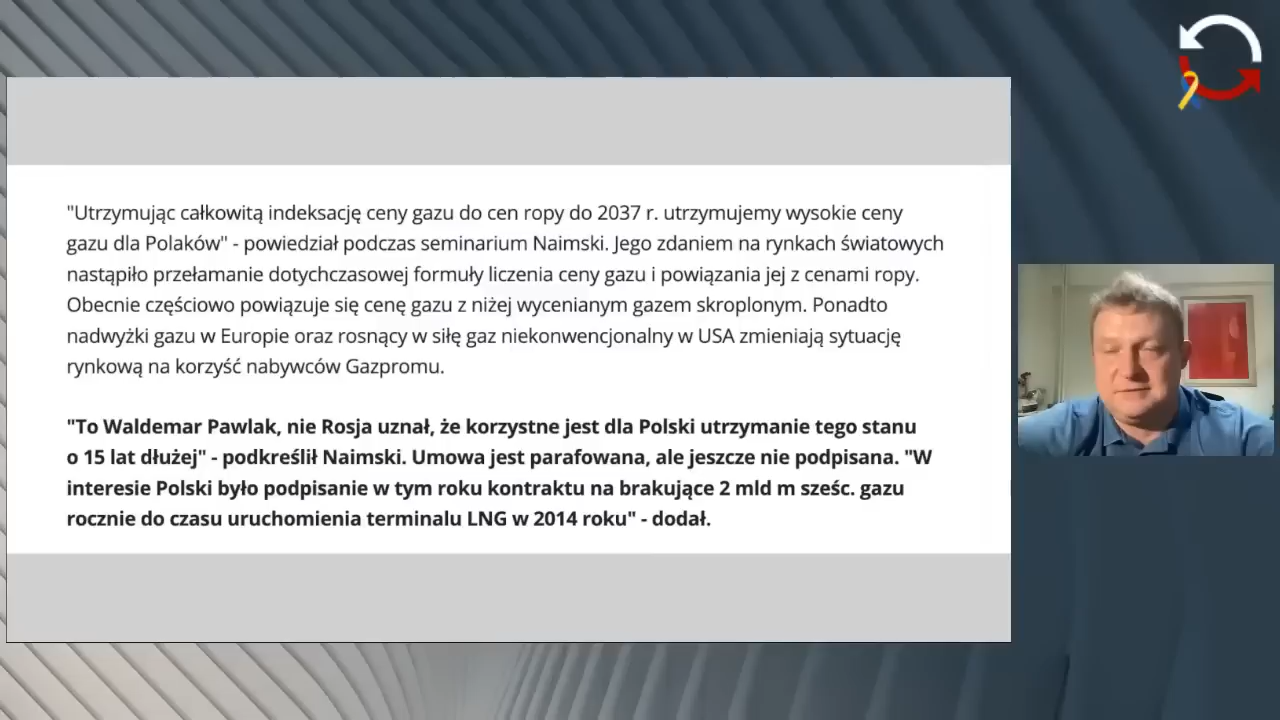 "Utrzymując całkowitą indeksację ceny gazu do cen ropy do 2037 r. utrzymujemy wysokie ceny
gazu dla Polaków" - powiedział podczas seminarium Naimski. Jego zdaniem na rynkach światowych
nastąpiło przełamanie dotychczasowej formuły liczenia ceny gazu i powiązania jej z cenami ropy.
Obecnie częściowo powiązuje się cenę gazu z niżej wycenianym gazem skroplonym. Ponadto
nadwyżki gazu w Europie oraz rosnący w siłę gaz niekonwencjonalny w USA zmieniają sytuację
rynkową na korzyść nabywców Gazpromu.
"To Waldemar Pawlak, nie Rosja uznał, że korzystne jest dla Polski utrzymanie tego stanu
o 15 lat dłużej" - podkreślił Naimski. Umowa jest parafowana, ale jeszcze nie podpisana. "W
interesie Polski było podpisanie w tym roku kontraktu na brakujące 2 mld m sześc. gazu
rocznie do czasu uruchomienia terminalu LNG w 2014 roku" - dodał.